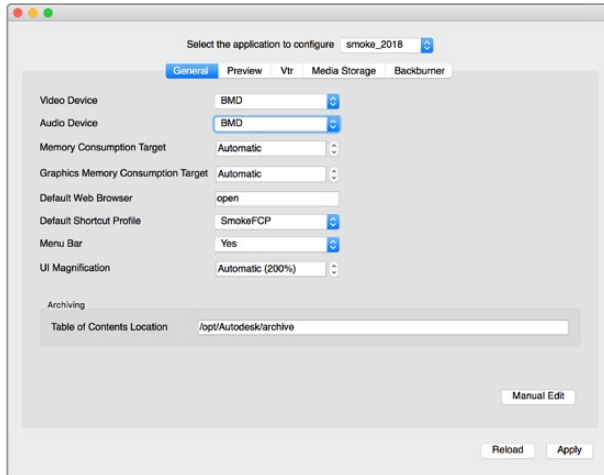 Select the application to configure smoke_2018
General Preview Vtr Media Storage Backburner
Video Device BMD
Audio Device BMD
Memory Consumption Target Automatic
Graphics Memory Consumption Target Automatic
Default Web Browser open
Default Shortcut Profile SmokeFCP
Menu Bar Yes
UI Magnification Automatic (200%)
Archiving
Table of Contents Location /opt/Autodesk/archive
Manual Edit
Reload Apply